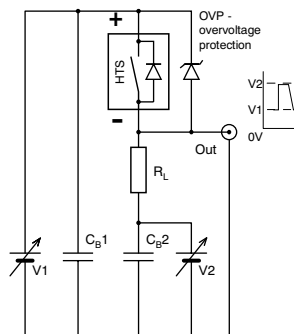 OVP -
overvoltage
protection
+
HTS
-
V2
V1
0V
Out
R_L
C_B1
C_B2
V1
V2